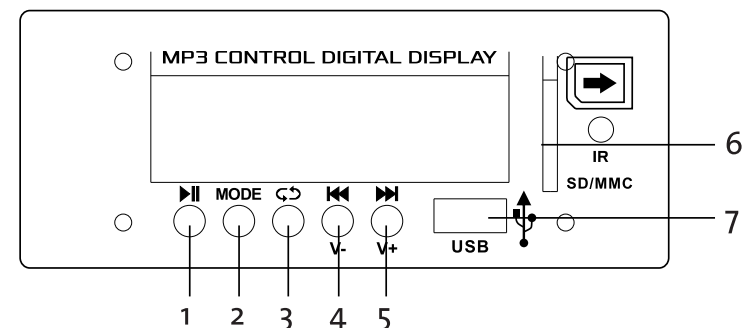 MP3 CONTROL DIGITAL DISPLAY
IR
SD/MMC
6
MODE
V-
V+
USB
7
1
2
3
4
5